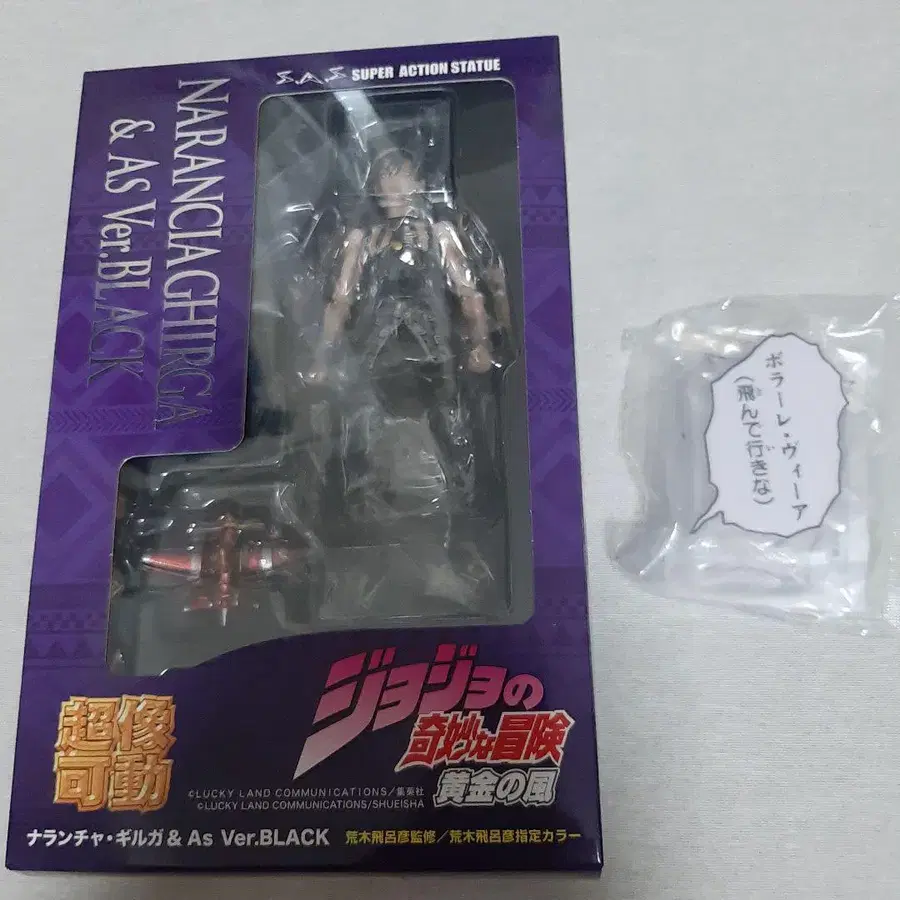 S.A.S SUPER ACTION STATUE
NARANCIA GHIRGA
& AS Ver.BLACK
ボラーレ・ヴィーア
(飛んで行きな)
超像
可動
ジョジョの
奇妙な冒険
黄金の風
©LUCKY LAND COMMUNICATIONS/集英社
©LUCKY LAND COMMUNICATIONS/SHUEISHA
ナランチャ・ギルガ & As Ver.BLACK 荒木飛呂彦監修/荒木飛呂彦指定カラー